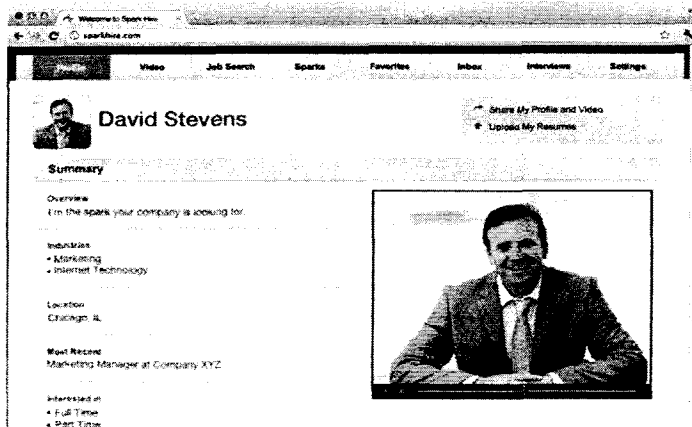 Welcome to Spark Hire
sparkhire.com
Profile Video Job Search Sparks Favorites Inbox Interviews Settings
David Stevens
Share My Profile and Video
Upload My Resumes
Summary
Overview
I'm the spark your company is looking for.
Industries
• Marketing
• Internet Technology
Location
Chicago, IL
Most Recent
Marketing Manager at Company XYZ
Interested in
• Full Time
• Part Time